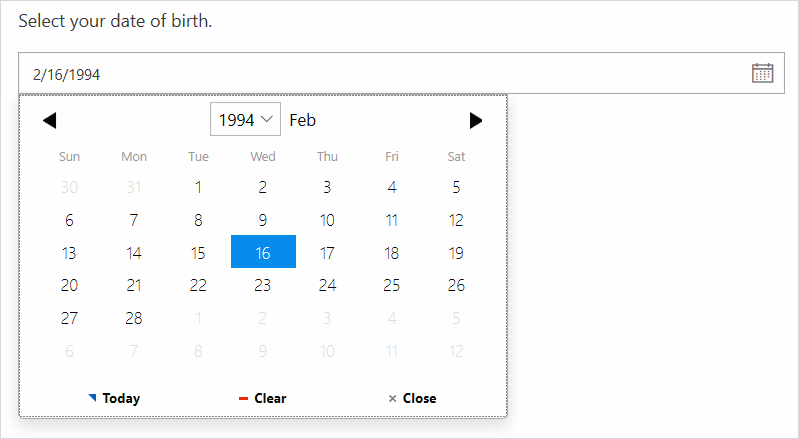 Select your date of birth.
2/16/1994
1994 Feb
Sun Mon Tue Wed Thu Fri Sat
30 31 1 2 3 4 5
6 7 8 9 10 11 12
13 14 15 16 17 18 19
20 21 22 23 24 25 26
27 28 1 2 3 4 5
6 7 8 9 10 11 12
Today Clear Close